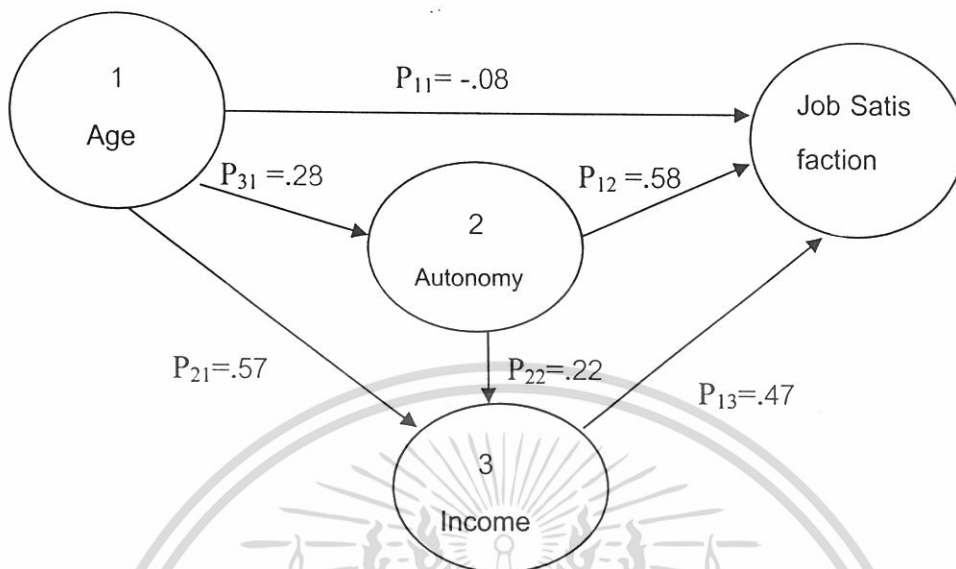 1
Age
P₁₁= -.08
Job Satis
faction
P₃₁ =.28
P₁₂=.58
2
Autonomy
P₂₁=.57
P₂₂=.22
P₁₃=.47
3
Income